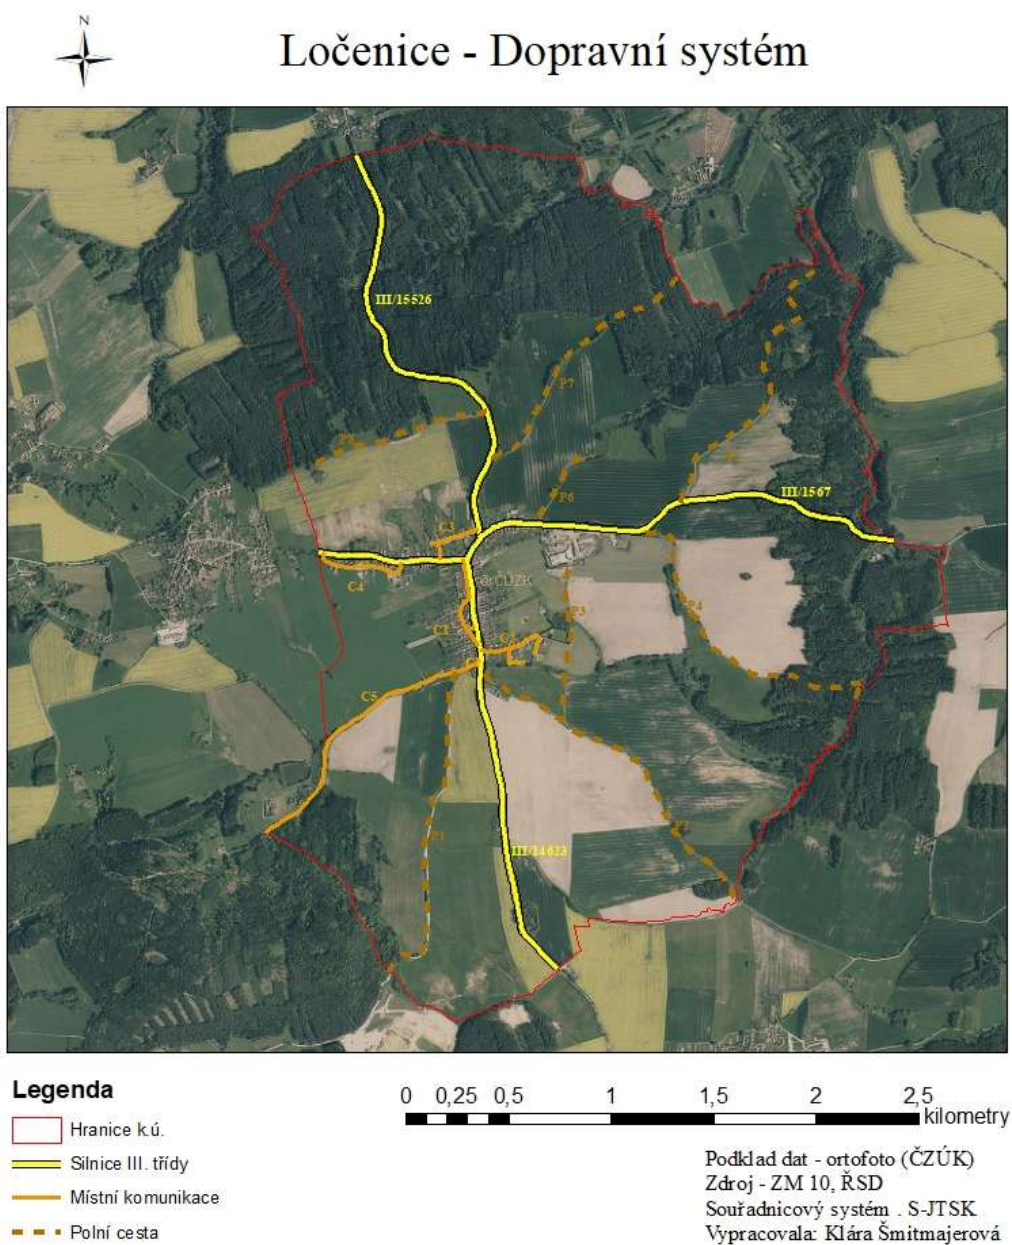 N
Ločenice - Dopravní systém
III/15526
P7
III/1567
P6
C3
C4
©ČÚZK
P3
P4
C1
C2
C5
P1
P2
III/14623
Legenda
Hranice k.ú.
Silnice III. třídy
Místní komunikace
Polní cesta
0 0,25 0,5 1 1,5 2 2,5
kilometry
Podklad dat - ortofoto (ČZÚK)
Zdroj - ZM 10, ŘSD
Souřadnicový systém . S-JTSK
Vypracovala: Klára Šmitmajerová